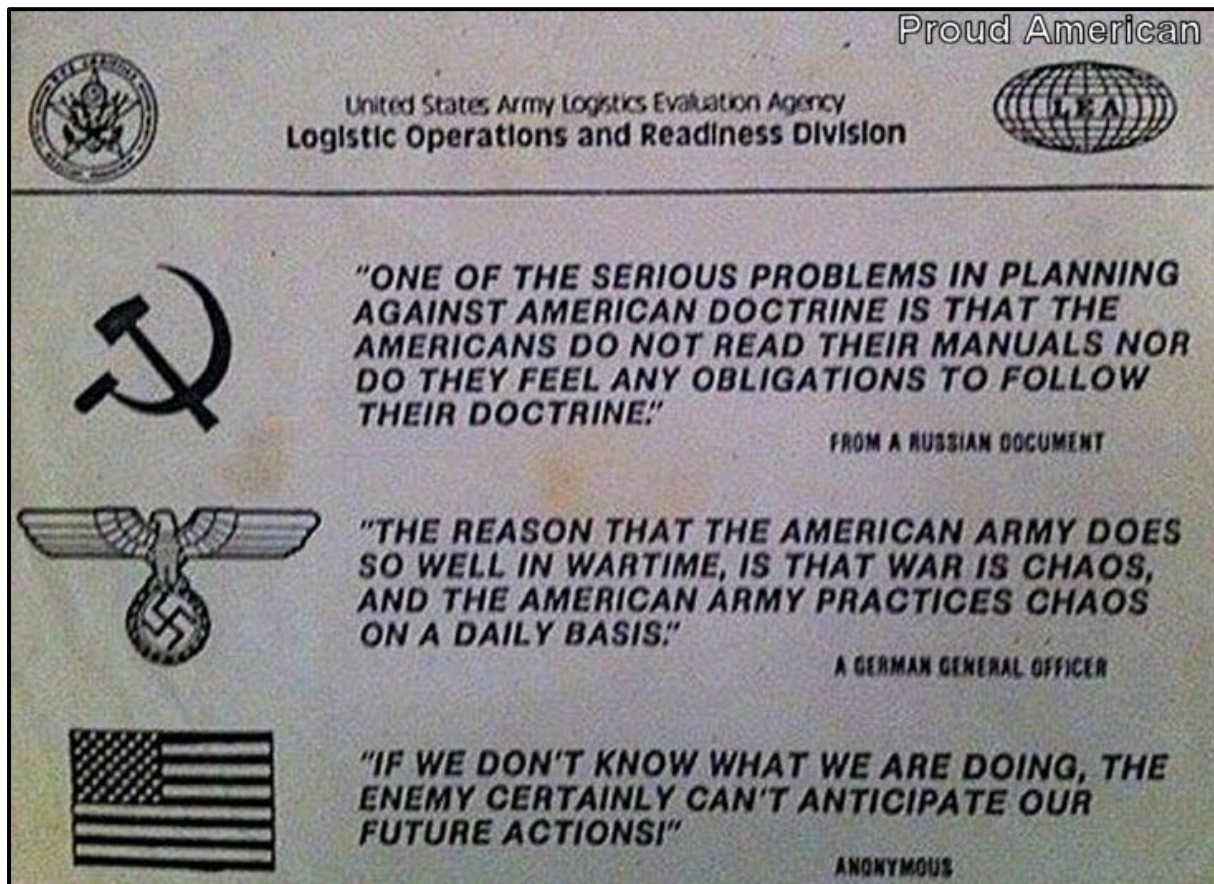 Proud American
United States Army Logistics Evaluation Agency
Logistic Operations and Readiness Division
LEA
"ONE OF THE SERIOUS PROBLEMS IN PLANNING
AGAINST AMERICAN DOCTRINE IS THAT THE
AMERICANS DO NOT READ THEIR MANUALS NOR
DO THEY FEEL ANY OBLIGATIONS TO FOLLOW
THEIR DOCTRINE."
FROM A RUSSIAN DOCUMENT
"THE REASON THAT THE AMERICAN ARMY DOES
SO WELL IN WARTIME, IS THAT WAR IS CHAOS,
AND THE AMERICAN ARMY PRACTICES CHAOS
ON A DAILY BASIS."
A GERMAN GENERAL OFFICER
"IF WE DON'T KNOW WHAT WE ARE DOING, THE
ENEMY CERTAINLY CAN'T ANTICIPATE OUR
FUTURE ACTIONS!"
ANONYMOUS